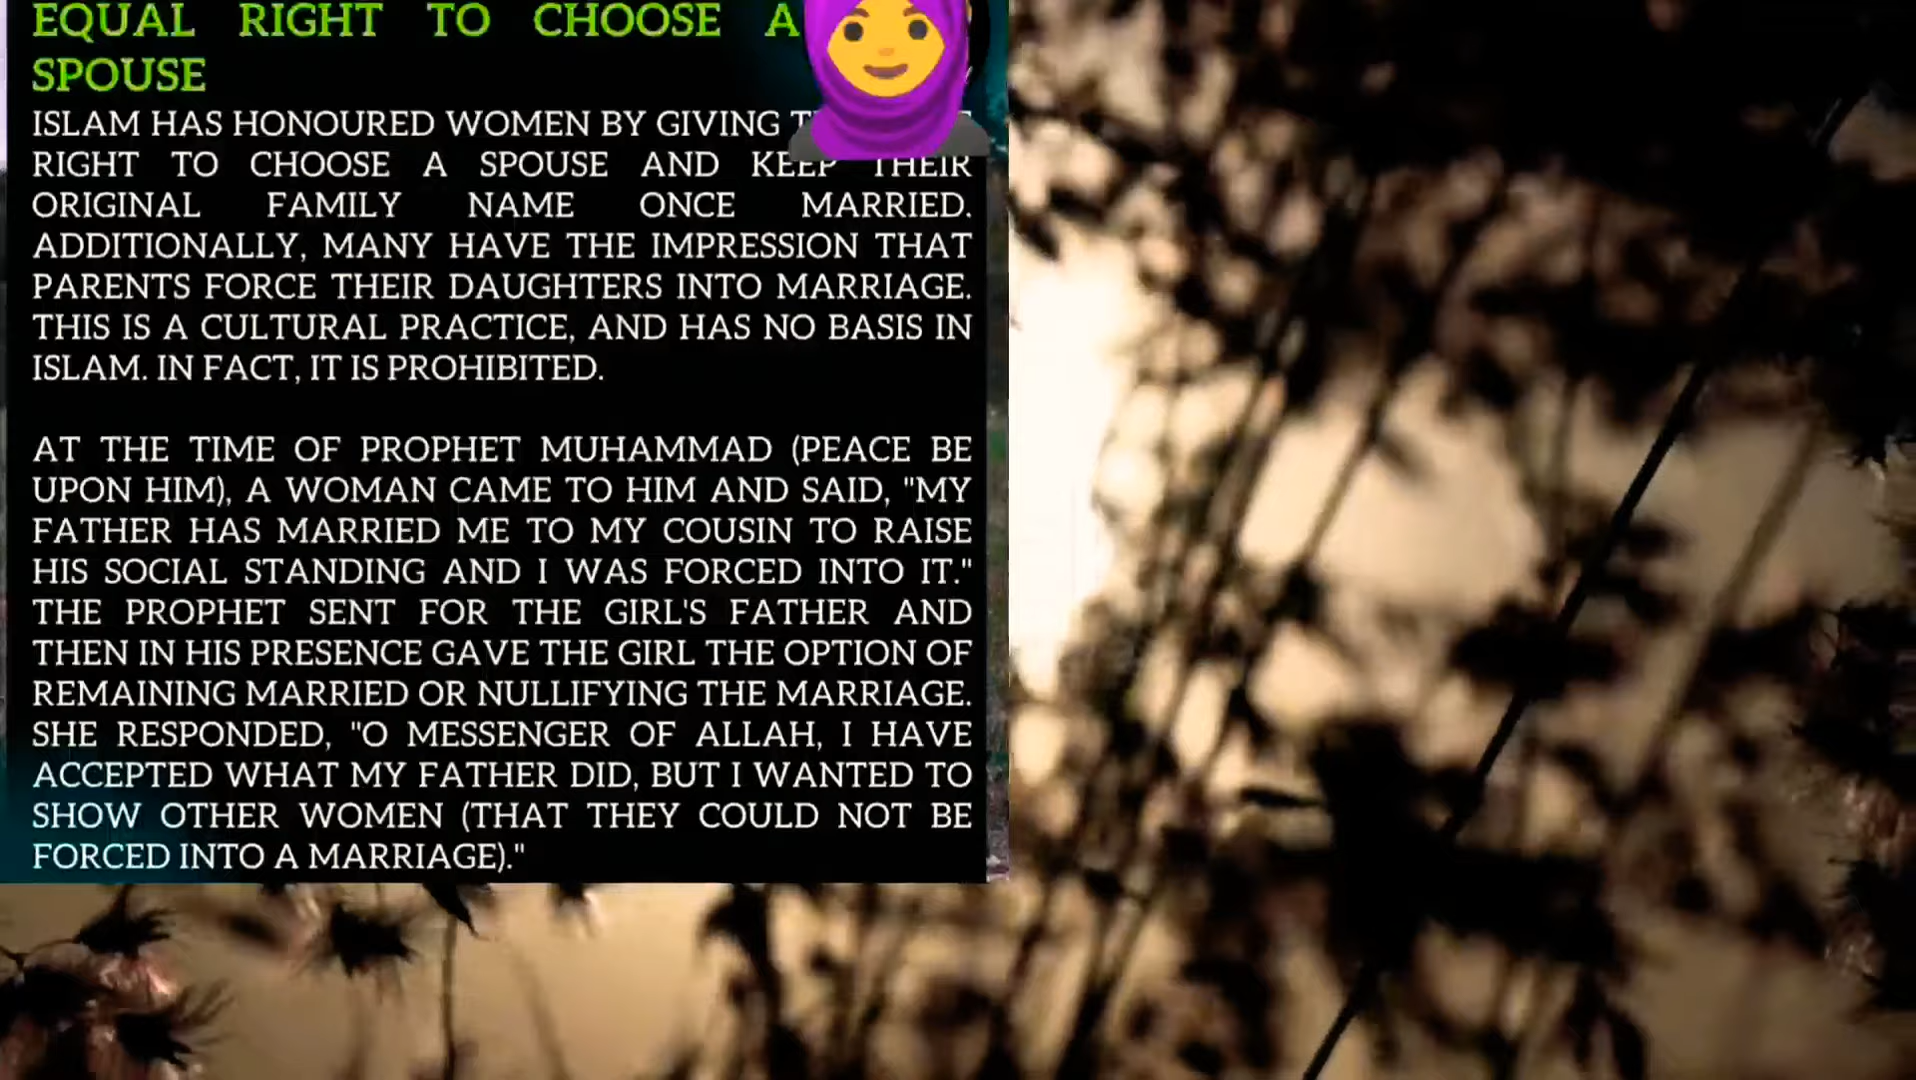 EQUAL RIGHT TO CHOOSE A
SPOUSE
ISLAM HAS HONOURED WOMEN BY GIVING
RIGHT TO CHOOSE A SPOUSE AND KEEP THEIR
ORIGINAL FAMILY NAME ONCE MARRIED.
ADDITIONALLY, MANY HAVE THE IMPRESSION THAT
PARENTS FORCE THEIR DAUGHTERS INTO MARRIAGE.
THIS IS A CULTURAL PRACTICE, AND HAS NO BASIS IN
ISLAM. IN FACT, IT IS PROHIBITED.
AT THE TIME OF PROPHET MUHAMMAD (PEACE BE
UPON HIM), A WOMAN CAME TO HIM AND SAID, "MY
FATHER HAS MARRIED ME TO MY COUSIN TO RAISE
HIS SOCIAL STANDING AND I WAS FORCED INTO IT."
THE PROPHET SENT FOR THE GIRL'S FATHER AND
THEN IN HIS PRESENCE GAVE THE GIRL THE OPTION OF
REMAINING MARRIED OR NULLIFYING THE MARRIAGE.
SHE RESPONDED, "O MESSENGER OF ALLAH, I HAVE
ACCEPTED WHAT MY FATHER DID, BUT I WANTED TO
SHOW OTHER WOMEN (THAT THEY COULD NOT BE
FORCED INTO A MARRIAGE)."